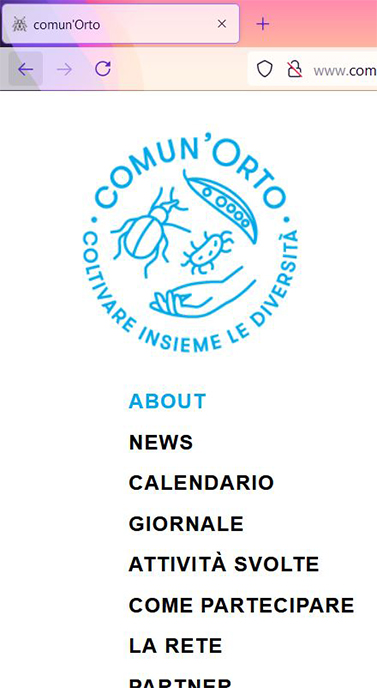 comun'Orto
www.com
COMUN'ORTO
COLTIVARE INSIEME LE DIVERSITÀ
ABOUT
NEWS
CALENDARIO
GIORNALE
ATTIVITÀ SVOLTE
COME PARTECIPARE
LA RETE
PARTNER